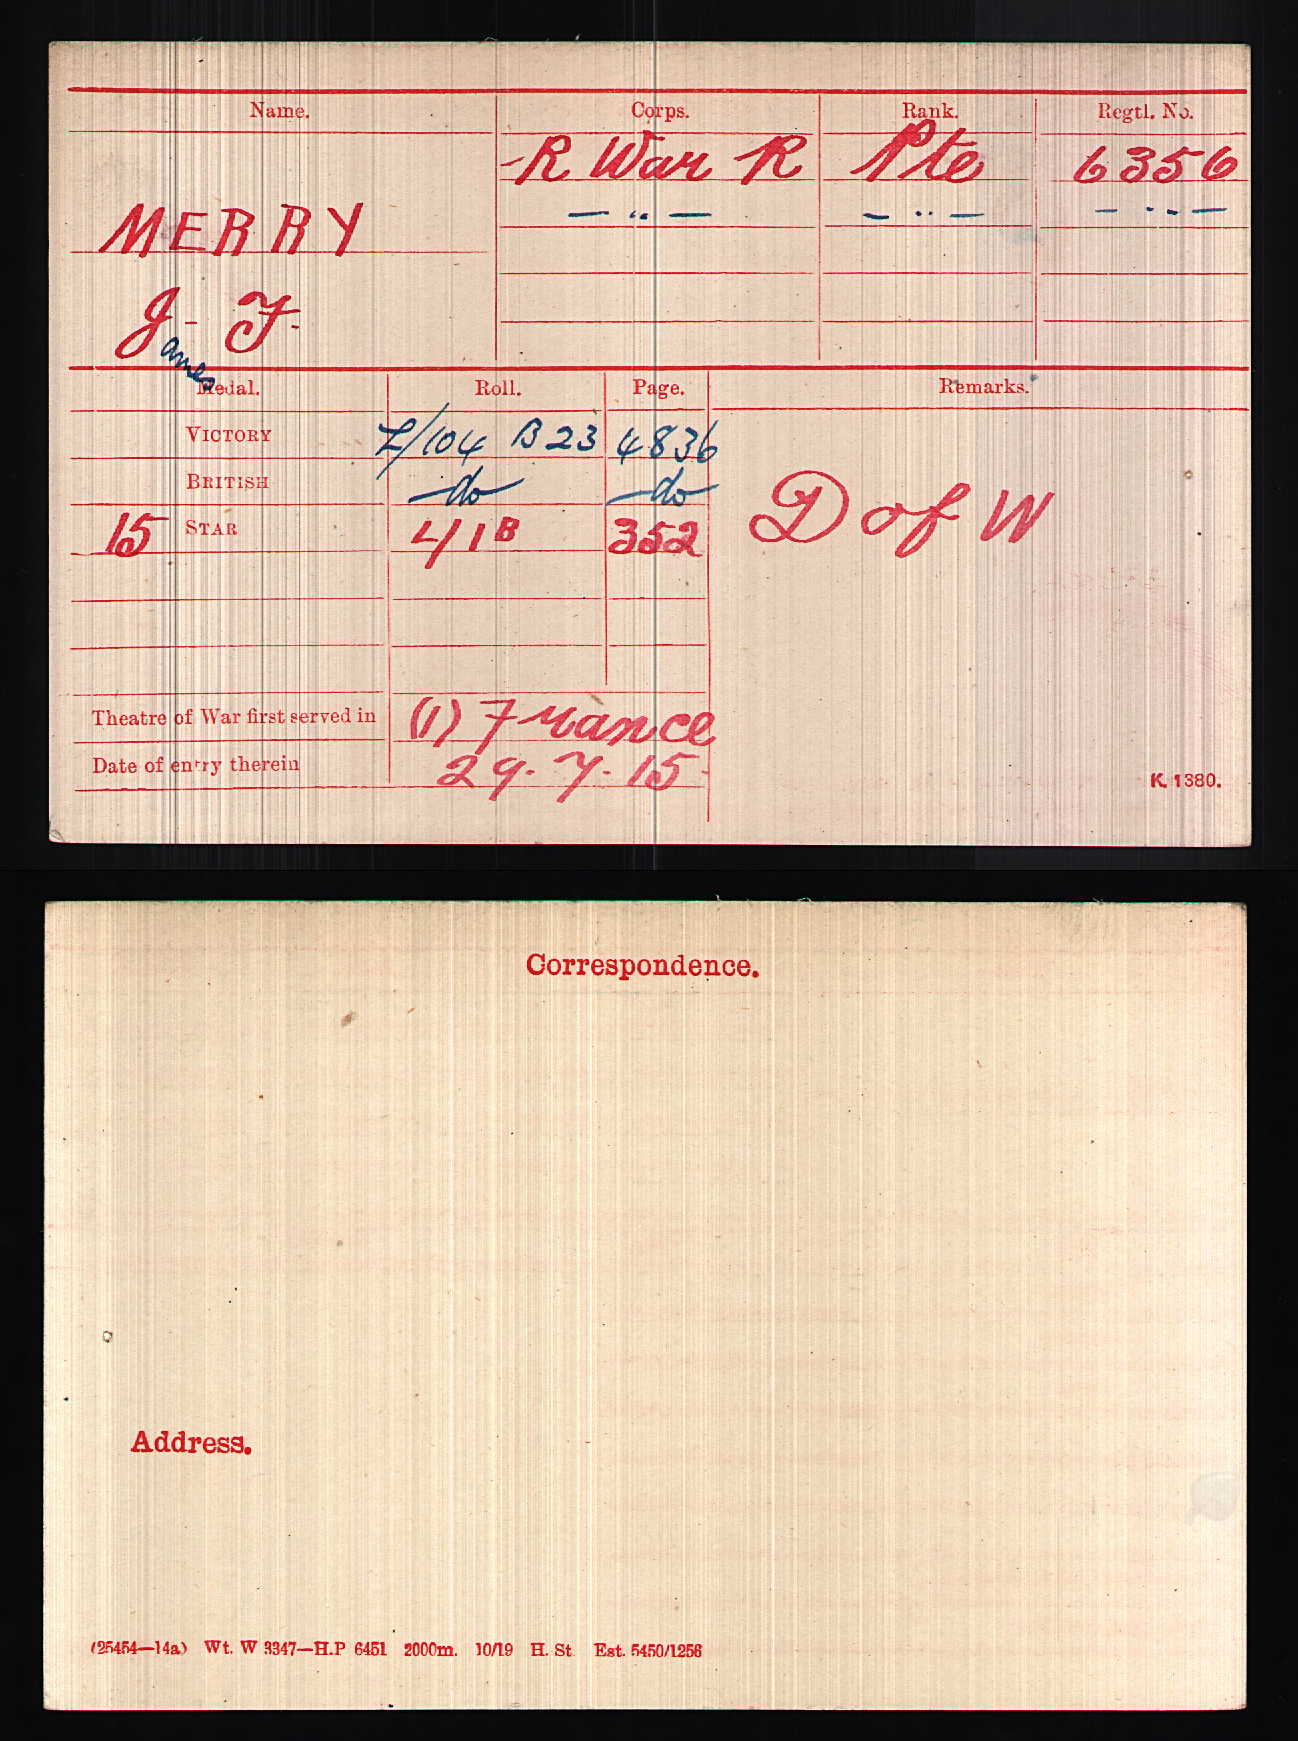 Name. Corps. Rank. Regtl. No.
R War R Pte 6356
— " — — " — — " —
MERRY
James F.
Medal. Roll. Page. Remarks.
VICTORY L/104 B23 4836
BRITISH do do
15 STAR L/1B 352 D of W
Theatre of War first served in (1) France
Date of entry therein 29.7.15.
K. 1380.
Correspondence.
Address.
(25454—14a) Wt. W 3347—H.P 6451 2000m. 10/19 H. St Est. 5450/1256